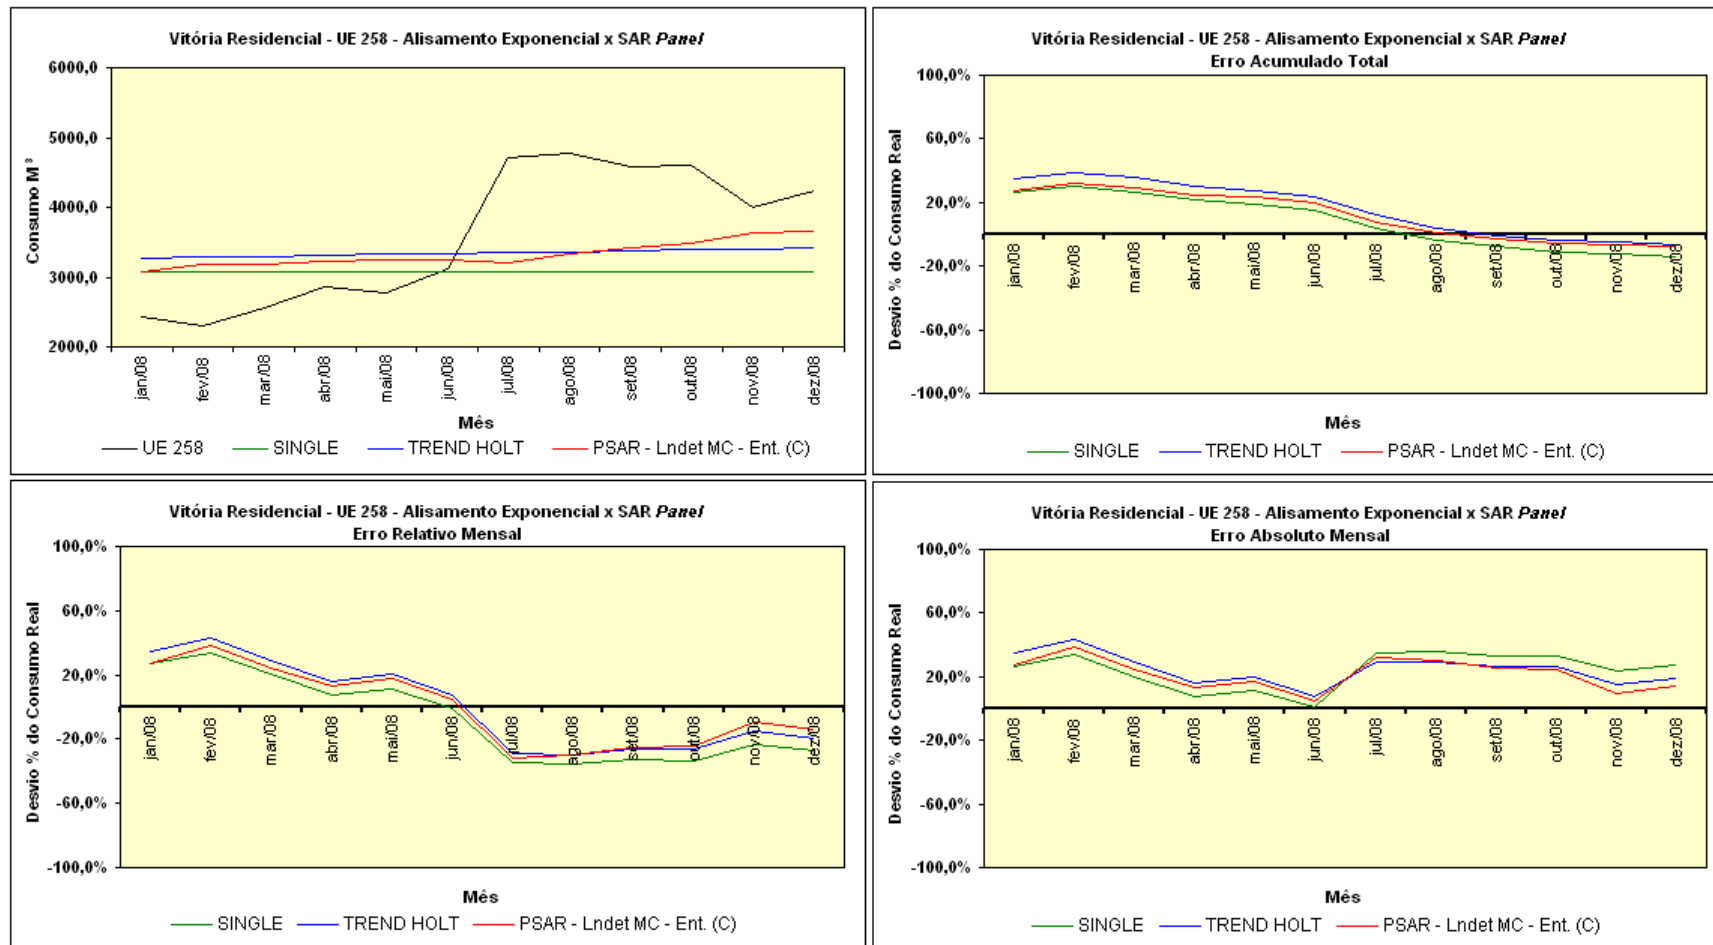 Vitória Residencial - UE 258 - Alisamento Exponencial x SAR Panel
Consumo M³
6000,0
5000,0
4000,0
3000,0
2000,0
jan/08 fev/08 mar/08 abr/08 mai/08 jun/08 jul/08 ago/08 set/08 out/08 nov/08 dez/08
Mês
UE 258 SINGLE TREND HOLT PSAR - Lndet MC - Ent. (C)
Vitória Residencial - UE 258 - Alisamento Exponencial x SAR Panel
Erro Acumulado Total
Desvio % do Consumo Real
100,0%
60,0%
20,0%
-20,0%
-60,0%
-100,0%
jan/08 fev/08 mar/08 abr/08 mai/08 jun/08 jul/08 ago/08 set/08 out/08 nov/08 dez/08
Mês
SINGLE TREND HOLT PSAR - Lndet MC - Ent. (C)
Vitória Residencial - UE 258 - Alisamento Exponencial x SAR Panel
Erro Relativo Mensal
Desvio % do Consumo Real
100,0%
60,0%
20,0%
-20,0%
-60,0%
-100,0%
jan/08 fev/08 mar/08 abr/08 mai/08 jun/08 jul/08 ago/08 set/08 out/08 nov/08 dez/08
Mês
SINGLE TREND HOLT PSAR - Lndet MC - Ent. (C)
Vitória Residencial - UE 258 - Alisamento Exponencial x SAR Panel
Erro Absoluto Mensal
Desvio % do Consumo Real
100,0%
60,0%
20,0%
-20,0%
-60,0%
-100,0%
jan/08 fev/08 mar/08 abr/08 mai/08 jun/08 jul/08 ago/08 set/08 out/08 nov/08 dez/08
Mês
SINGLE TREND HOLT PSAR - Lndet MC - Ent. (C)